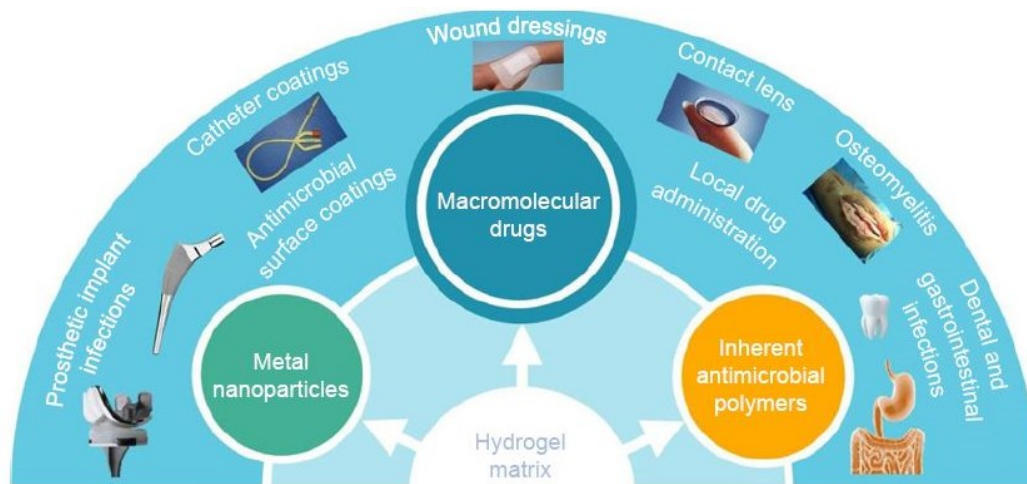 Wound dressings
Catheter coatings
Contact lens
Antimicrobial
surface coatings
Local drug
administration
Osteomyelitis
Prosthetic implant
infections
Dental and
gastrointestinal
infections
Macromolecular
drugs
Metal
nanoparticles
Inherent
antimicrobial
polymers
Hydrogel
matrix